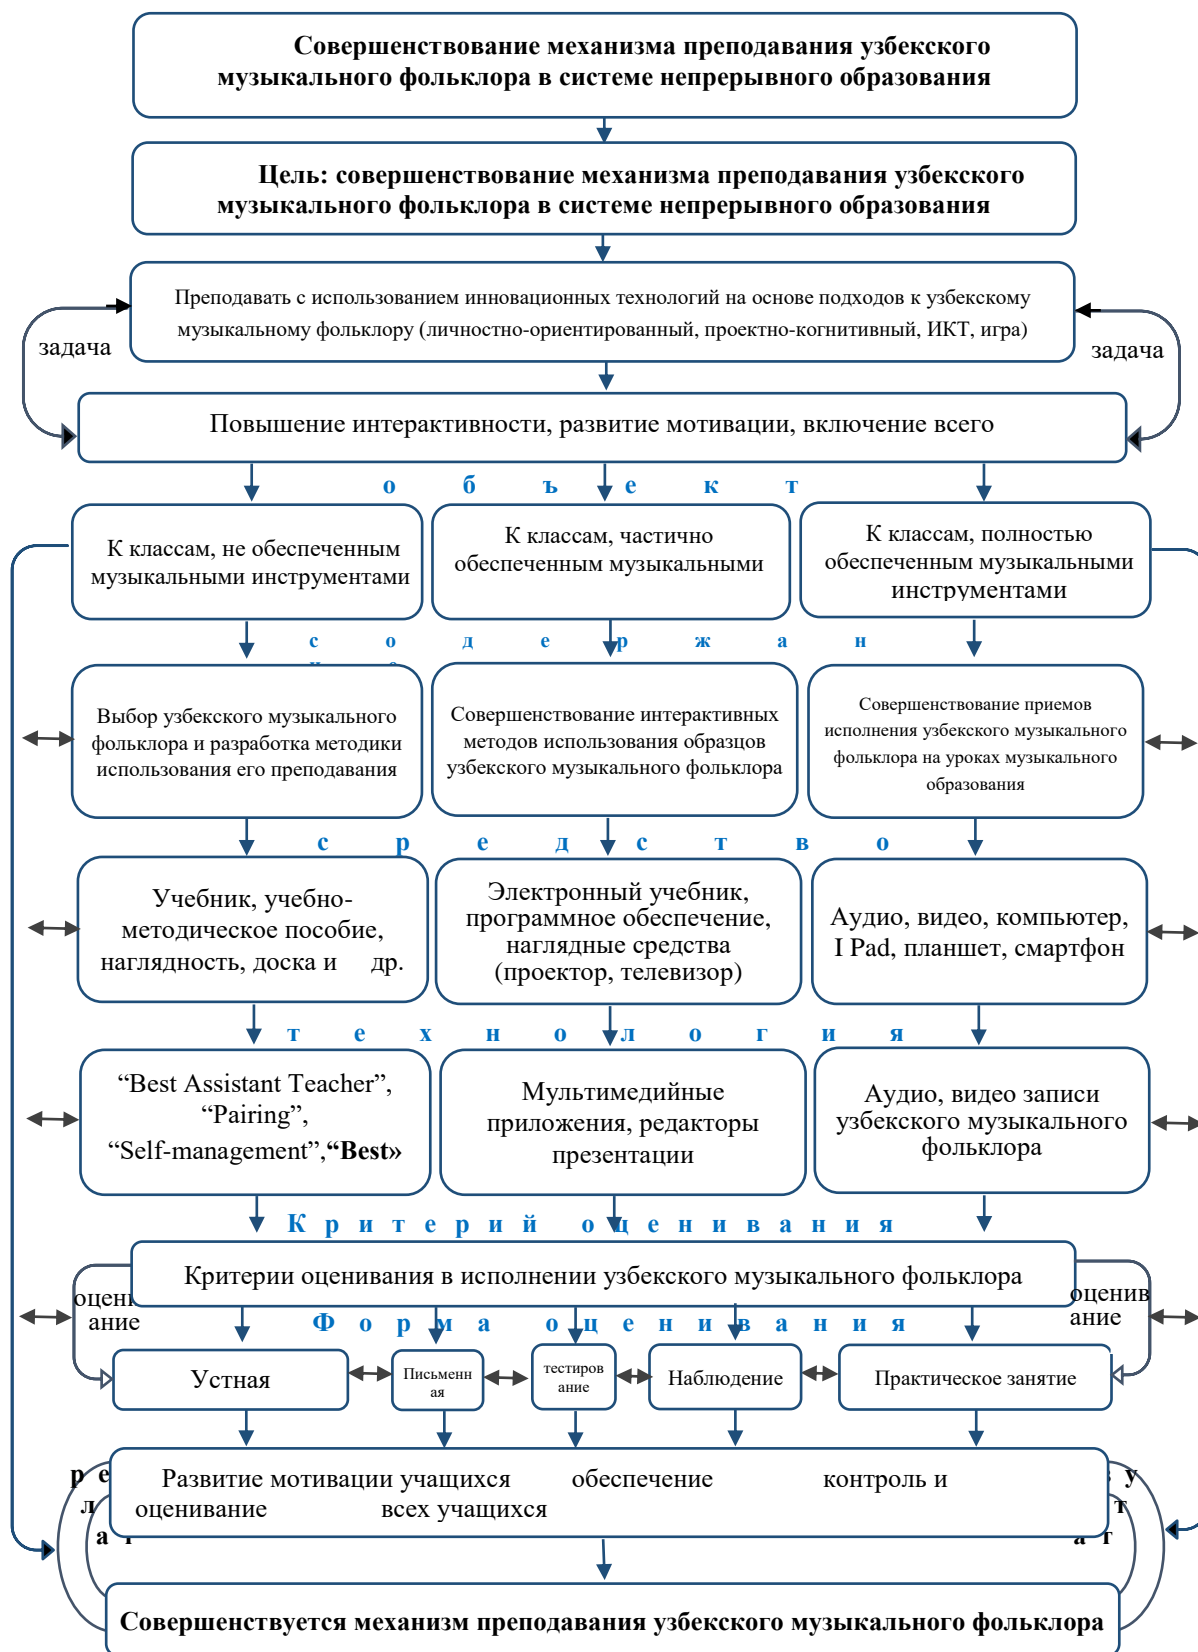 Совершенствование механизма преподавания узбекского
музыкального фольклора в системе непрерывного образования
Цель: совершенствование механизма преподавания узбекского
музыкального фольклора в системе непрерывного образования
Преподавать с использованием инновационных технологий на основе подходов к узбекскому
музыкальному фольклору (личностно-ориентированный, проектно-когнитивный, ИКТ, игра)
задача
задача
Повышение интерактивности, развитие мотивации, включение всего
о б ъ е к т
К классам, не обеспеченным
музыкальными инструментами
К классам, частично
обеспеченным музыкальными
К классам, полностью
обеспеченным музыкальными
инструментами
с о д е р ж а н
Выбор узбекского музыкального
фольклора и разработка методики
использования его преподавания
Совершенствование интерактивных
методов использования образцов
узбекского музыкального фольклора
Совершенствование приемов
исполнения узбекского музыкального
фольклора на уроках музыкального
образования
с р е д с т в о
Учебник, учебно-
методическое пособие,
наглядность, доска и др.
Электронный учебник,
программное обеспечение,
наглядные средства
(проектор, телевизор)
Аудио, видео, компьютер,
I Pad, планшет, смартфон
т е х н о л о г и я
“Best Assistant Teacher”,
“Pairing”,
“Self-management”,“Best»
Мультимедийные
приложения, редакторы
презентации
Аудио, видео записи
узбекского музыкального
фольклора
К р и т е р и й о ц е н и в а н и я
Критерии оценивания в исполнении узбекского музыкального фольклора
ание
оценив
ание
Ф о р м а о ц е н и в а н и я
Устная
Письменн
ая
тестиров
ание
Наблюдение
Практическое занятие
Развитие мотивации учащихся обеспечение контроль и
оценивание всех учащихся
р е
л
а
у
т
Совершенствуется механизм преподавания узбекского музыкального фольклора